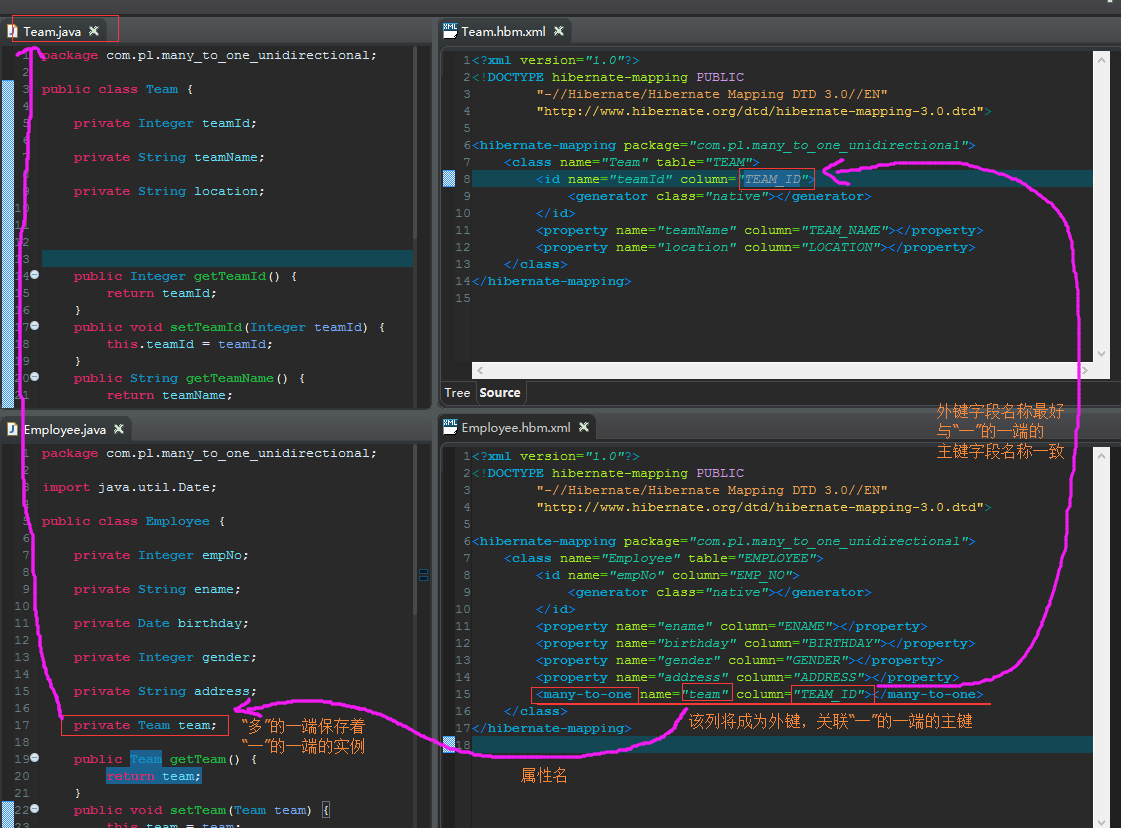 Team.java
1 package com.pl.many_to_one_unidirectional;
2
3 public class Team {
4
5 private Integer teamId;
6
7 private String teamName;
8
9 private String location;
10
11
12
13
14 public Integer getTeamId() {
15 return teamId;
16 }
17 public void setTeamId(Integer teamId) {
18 this.teamId = teamId;
19 }
20 public String getTeamName() {
21 return teamName;
Team.hbm.xml
1 <?xml version="1.0"?>
2 <!DOCTYPE hibernate-mapping PUBLIC
3 "-//Hibernate/Hibernate Mapping DTD 3.0//EN"
4 "http://www.hibernate.org/dtd/hibernate-mapping-3.0.dtd">
5
6 <hibernate-mapping package="com.pl.many_to_one_unidirectional">
7 <class name="Team" table="TEAM">
8 <id name="teamId" column="TEAM_ID">
9 <generator class="native"></generator>
10 </id>
11 <property name="teamName" column="TEAM_NAME"></property>
12 <property name="location" column="LOCATION"></property>
13 </class>
14 </hibernate-mapping>
15
Tree Source
Employee.java
1 package com.pl.many_to_one_unidirectional;
2
3 import java.util.Date;
4
5 public class Employee {
6
7 private Integer empNo;
8
9 private String ename;
10
11 private Date birthday;
12
13 private Integer gender;
14
15 private String address;
16
17 private Team team;
18
19 public Team getTeam() {
20 return team;
21 }
22 public void setTeam(Team team) {
23 this.team = team;
“多”的一端保存着
“一”的一端的实例
Employee.hbm.xml
1 <?xml version="1.0"?>
2 <!DOCTYPE hibernate-mapping PUBLIC
3 "-//Hibernate/Hibernate Mapping DTD 3.0//EN"
4 "http://www.hibernate.org/dtd/hibernate-mapping-3.0.dtd">
5
6 <hibernate-mapping package="com.pl.many_to_one_unidirectional">
7 <class name="Employee" table="EMPLOYEE">
8 <id name="empNo" column="EMP_NO">
9 <generator class="native"></generator>
10 </id>
11 <property name="ename" column="ENAME"></property>
12 <property name="birthday" column="BIRTHDAY"></property>
13 <property name="gender" column="GENDER"></property>
14 <property name="address" column="ADDRESS"></property>
15 <many-to-one name="team" column="TEAM_ID"></many-to-one>
16 </class>
17 </hibernate-mapping>
18
外键字段名称最好
与“一”的一端的
主键字段名称一致
该列将成为外键，关联“一”的一端的主键
属性名